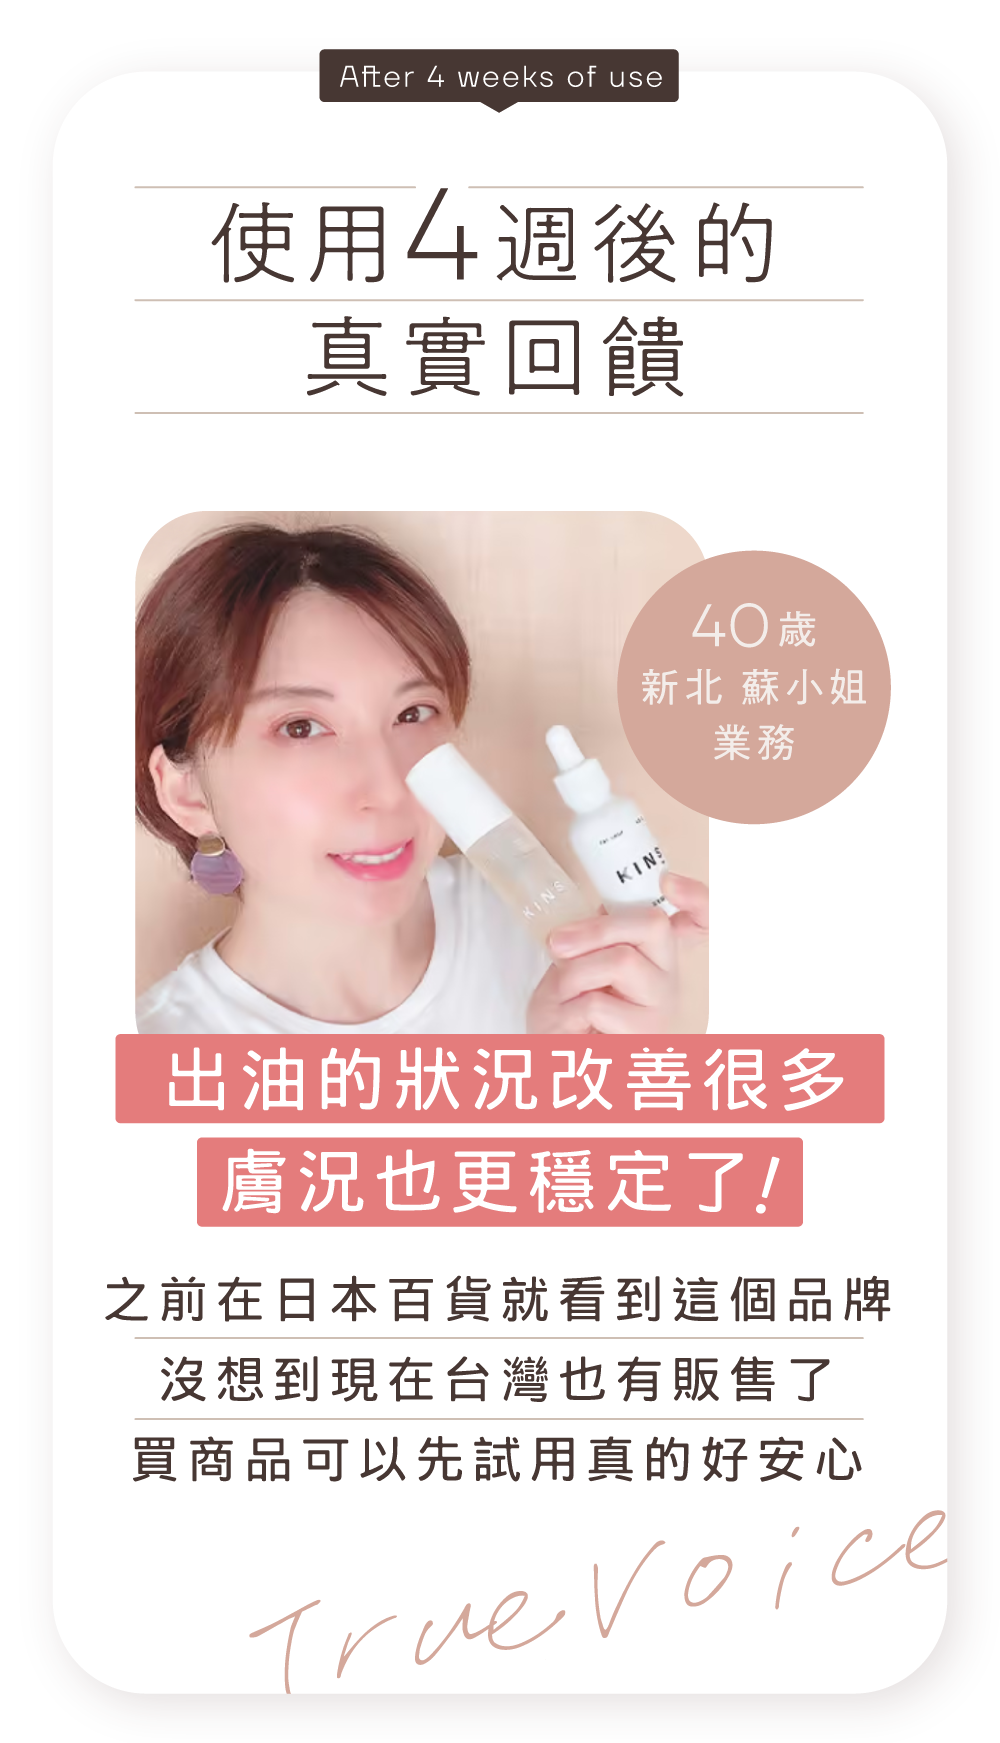 After 4 weeks of use
使用4週後的
真實回饋
40歲
新北 蘇小姐
業務
KINS
KINS
出油的狀況改善很多
膚況也更穩定了!
之前在日本百貨就看到這個品牌
沒想到現在台灣也有販售了
買商品可以先試用真的好安心
True Voice